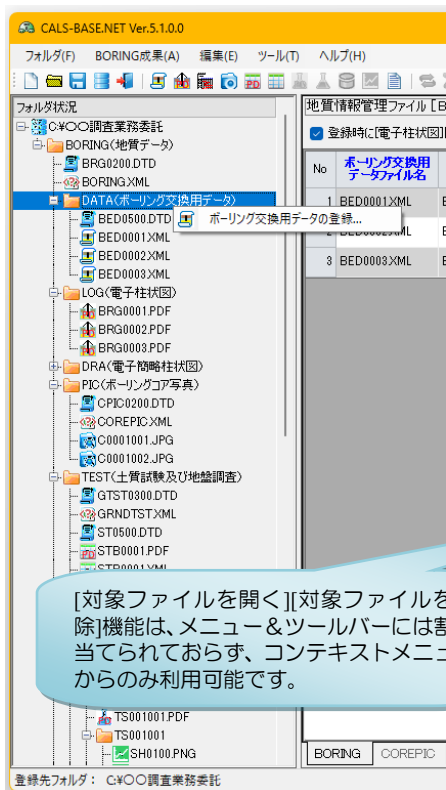 CALS-BASE.NET Ver.5.1.0.0
フォルダ(F) BORING成果(A) 編集(E) ツール(T) ヘルプ(H)
フォルダ状況
C:¥〇〇調査業務委託
BORING(地質データ)
BRG0200.DTD
BORING.XML
DATA(ボーリング交換用データ)
BED0500.DTD
ボーリング交換用データの登録...
BED0001.XML
BED0002.XML
BED0003.XML
LOG(電子柱状図)
BRG0001.PDF
BRG0002.PDF
BRG0003.PDF
DRA(電子簡略柱状図)
PIC(ボーリングコア写真)
CPIC0200.DTD
COREPIC.XML
C0001001.JPG
C0001002.JPG
TEST(土質試験及び地盤調査)
GTST0300.DTD
GRNDTST.XML
ST0500.DTD
STB0001.PDF
STB0001.XML
地質情報管理ファイル [B
登録時に[電子柱状図]
No ボーリング交換用
データファイル名
1 BED0001.XML
2 BED0002.XML
3 BED0003.XML
[対象ファイルを開く][対象ファイルを
除]機能は、メニュー＆ツールバーには割
当てられておらず、コンテキストメニュ
からのみ利用可能です。
TS001001.PDF
TS001001
SH0100.PNG
BORING COREPIC
登録先フォルダ： C:¥〇〇調査業務委託